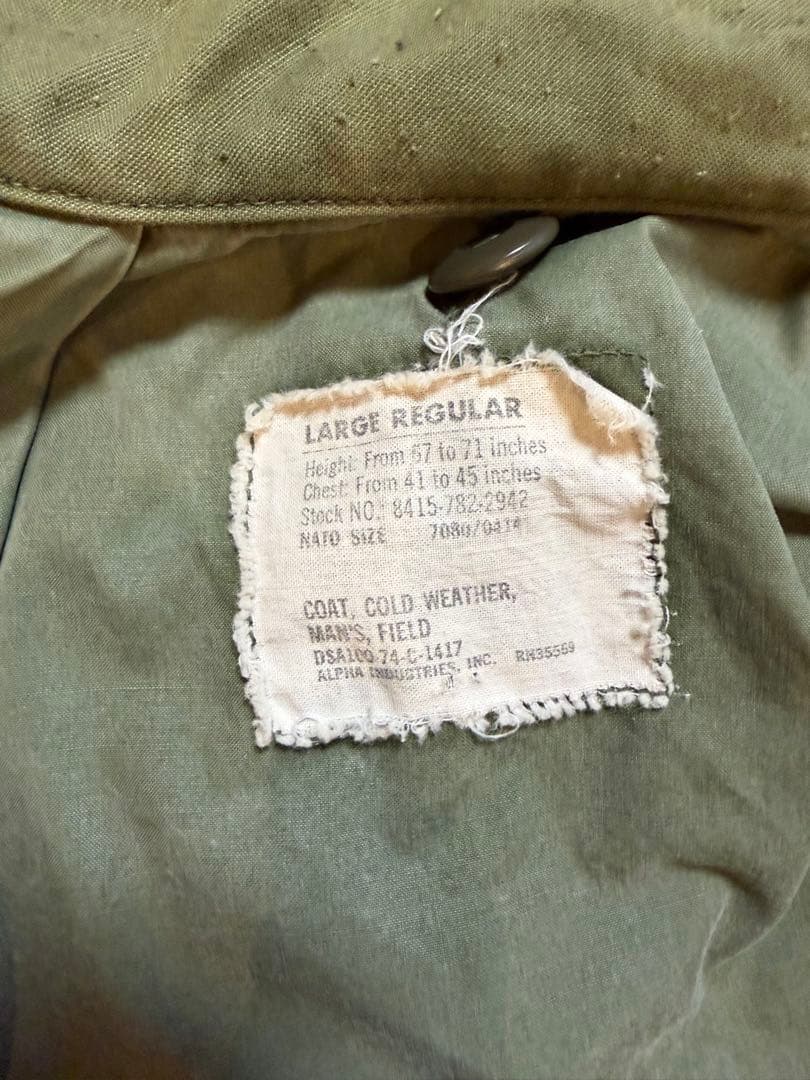 LARGE REGULAR
Height: From 67 to 71 inches
Chest: From 41 to 45 inches
Stock NO. 8415-782-2942
NATO SIZE 7080/0414
COAT, COLD WEATHER,
MAN'S, FIELD
DSA100-74-C-1417
ALPHA INDUSTRIES, INC. RN35569